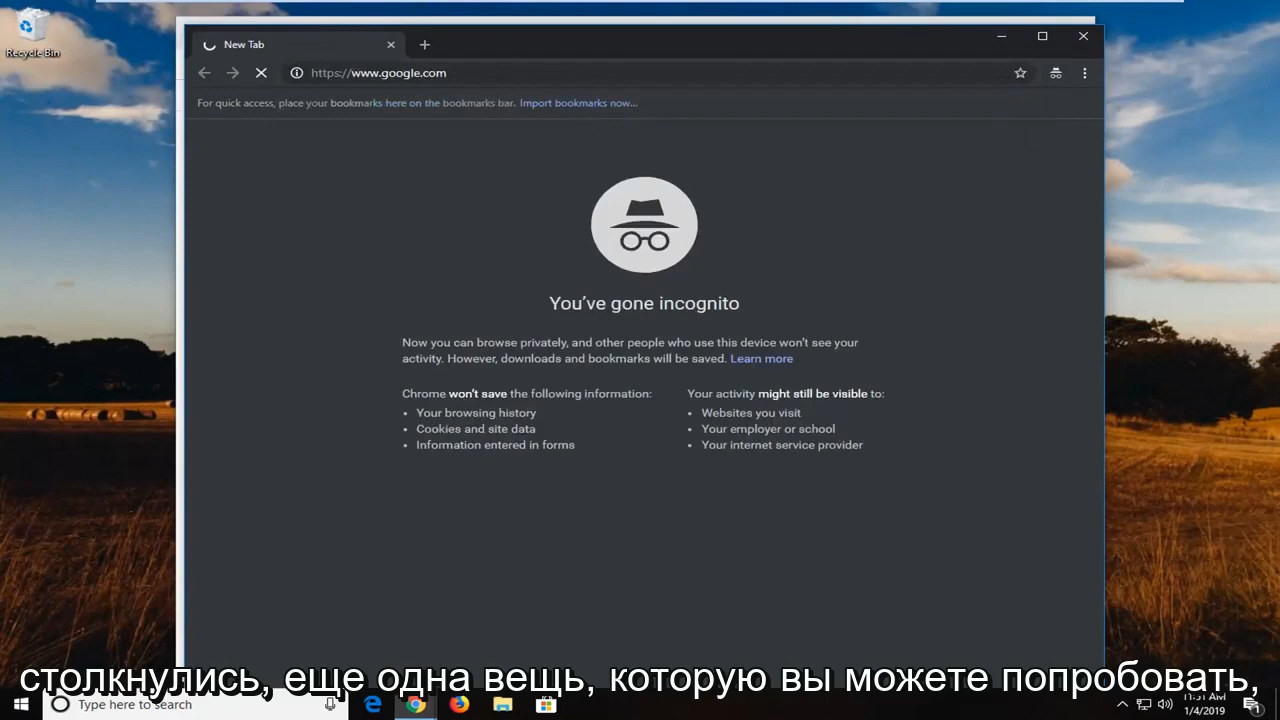 Recycle Bin
New Tab
https://www.google.com
For quick access, place your bookmarks here on the bookmarks bar. Import bookmarks now...
You've gone incognito
Now you can browse privately, and other people who use this device won't see your
activity. However, downloads and bookmarks will be saved. Learn more
Chrome won't save the following information:
• Your browsing history
• Cookies and site data
• Information entered in forms
Your activity might still be visible to:
• Websites you visit
• Your employer or school
• Your internet service provider
столкнулись, еще одна вещь, которую вы можете попробовать,
Type here to search
AM
1/4/2019